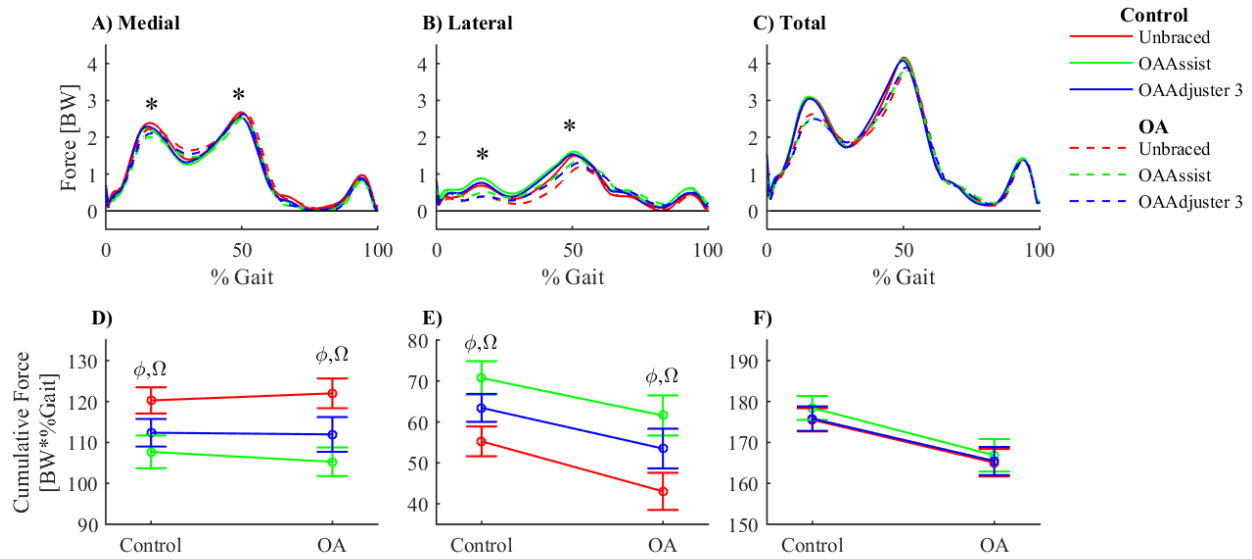 A) Medial
B) Lateral
C) Total
Control
Unbraced
OAAssist
OAAdjuster 3
OA
Unbraced
OAAssist
OAAdjuster 3
Force [BW]
4
3
2
1
0
* *
0 50 100
% Gait
4
3
2
1
0
* *
0 50 100
% Gait
4
3
2
1
0
0 50 100
% Gait
D)
E)
F)
Cumulative Force
[BW*%Gait]
130
120
110
100
90
ϕ,Ω ϕ,Ω
Control OA
80
70
60
50
40
ϕ,Ω ϕ,Ω
Control OA
190
180
170
160
150
Control OA